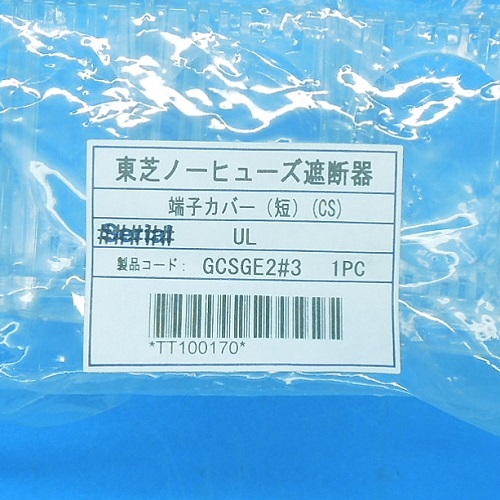 東芝ノーヒューズ遮断器
端子カバー (短) (CS)
UL
製品コード: GCSGE2#3 1PC
*TT100170*